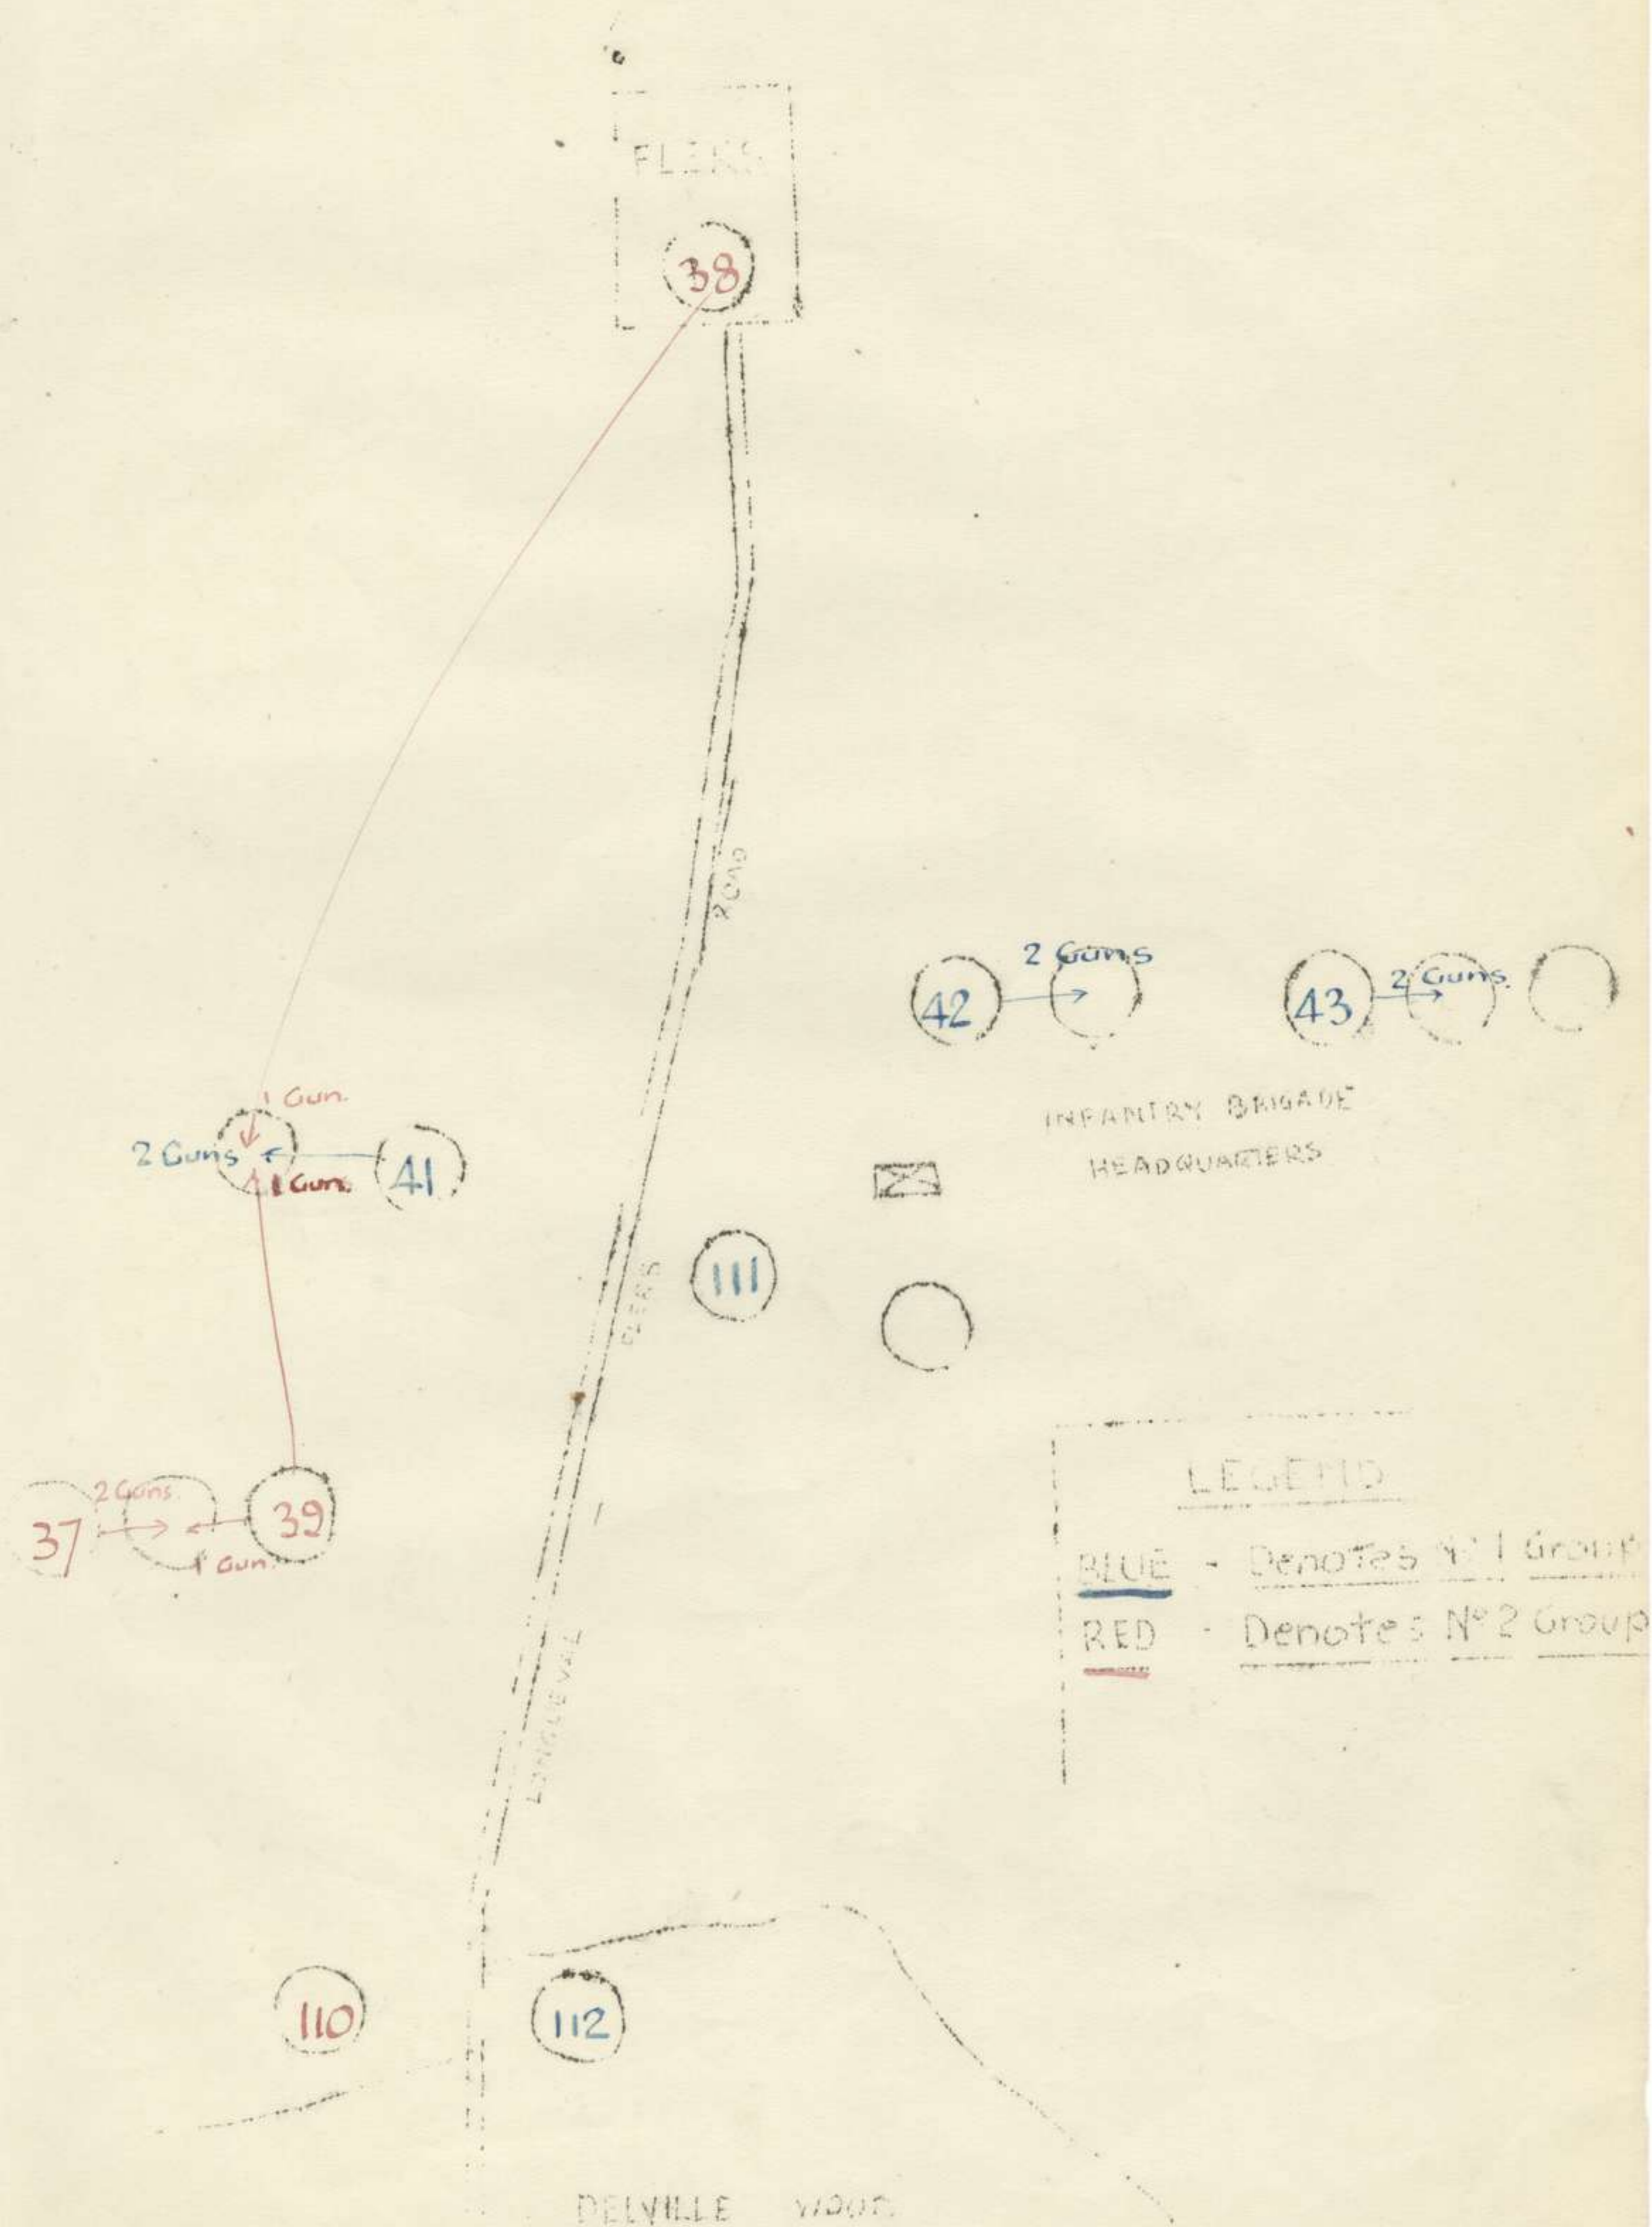 FLERS
38
ROAD
2 Guns
42
2 Guns.
43
INFANTRY BRIGADE
HEADQUARTERS
1 Gun.
2 Guns
1 Gun.
41
111
FLERS
LEGEND
BLUE - Denotes No 1 Group
RED - Denotes No 2 Group
2 Guns.
37
39
1 Gun.
LONGUEVAL
110
112
DELVILLE WOOD